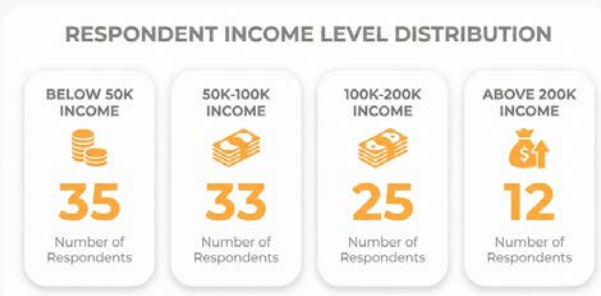 RESPONDENT INCOME LEVEL DISTRIBUTION
BELOW 50K
INCOME
35
Number of
Respondents
50K-100K
INCOME
33
Number of
Respondents
100K-200K
INCOME
25
Number of
Respondents
ABOVE 200K
INCOME
$
12
Number of
Respondents